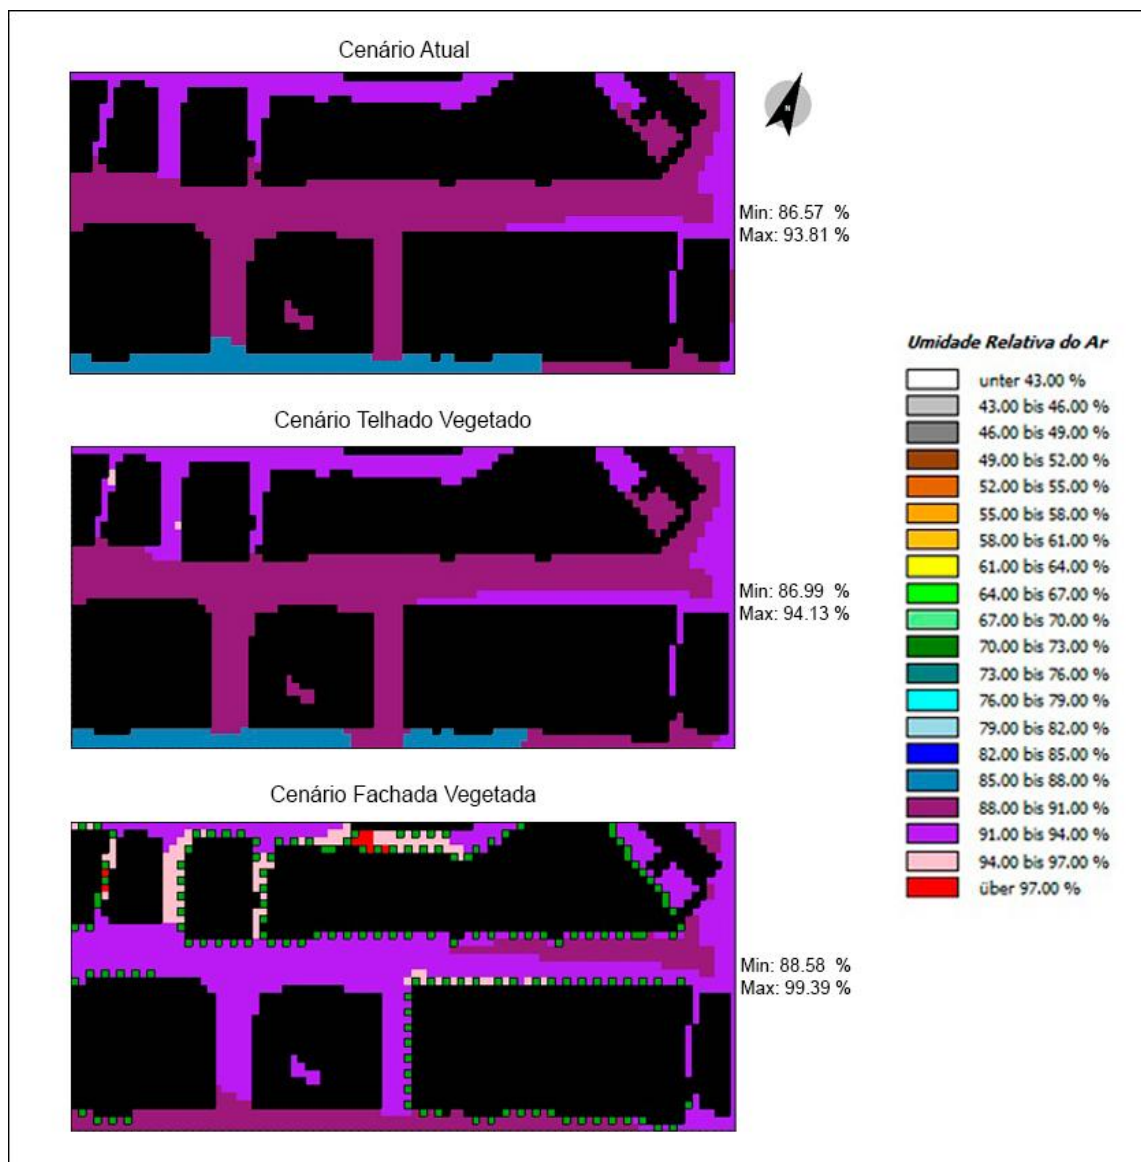 Cenário Atual
N
Min: 86.57 %
Max: 93.81 %
Cenário Telhado Vegetado
Min: 86.99 %
Max: 94.13 %
Cenário Fachada Vegetada
Min: 88.58 %
Max: 99.39 %
Umidade Relativa do Ar
unter 43.00 %
43.00 bis 46.00 %
46.00 bis 49.00 %
49.00 bis 52.00 %
52.00 bis 55.00 %
55.00 bis 58.00 %
58.00 bis 61.00 %
61.00 bis 64.00 %
64.00 bis 67.00 %
67.00 bis 70.00 %
70.00 bis 73.00 %
73.00 bis 76.00 %
76.00 bis 79.00 %
79.00 bis 82.00 %
82.00 bis 85.00 %
85.00 bis 88.00 %
88.00 bis 91.00 %
91.00 bis 94.00 %
94.00 bis 97.00 %
über 97.00 %